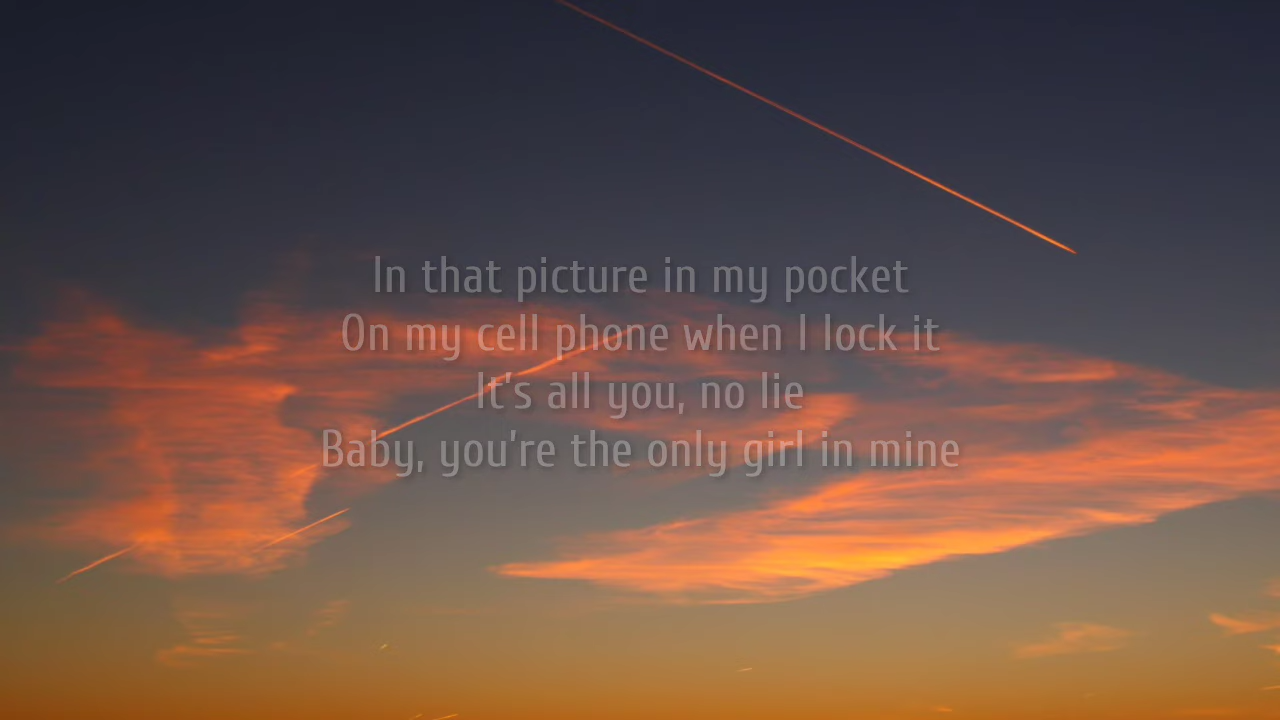 In that picture in my pocket
On my cell phone when I lock it
It's all you, no lie
Baby, you're the only girl in mine